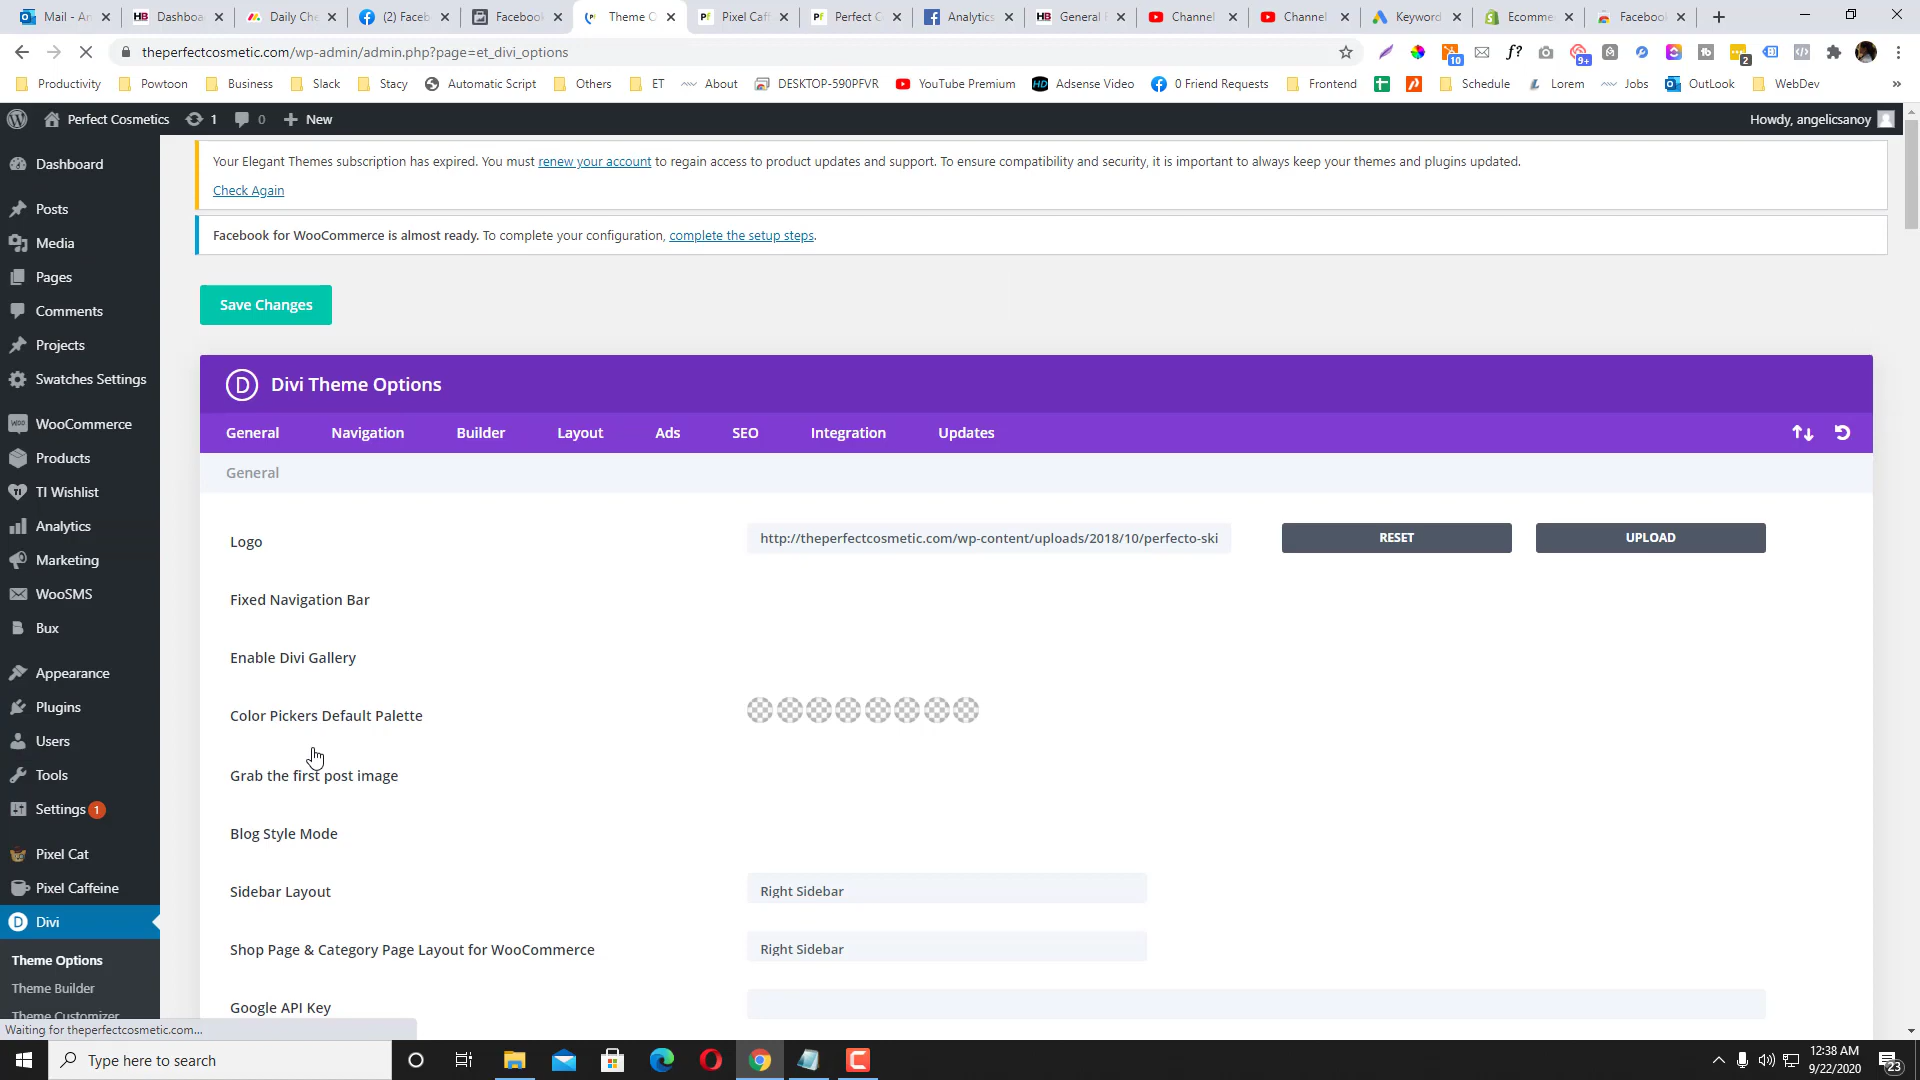 Mail - An
Dashboa
Daily Che
(2) Faceb
Facebook
Theme O
Pixel Caff
Perfect C
Analytics
General
Channel
Channel
Keyword
Ecomme
Facebook
theperfectcosmetic.com/wp-admin/admin.php?page=et_divi_options
10
9+
2
Productivity
Powtoon
Business
Slack
Stacy
Automatic Script
Others
ET
About
DESKTOP-590PFVR
YouTube Premium
Adsense Video
0 Friend Requests
Frontend
Schedule
Lorem
Jobs
OutLook
WebDev
»
Perfect Cosmetics
1
0
New
Howdy, angelicsanoy
Dashboard
Posts
Media
Pages
Comments
Projects
Swatches Settings
WooCommerce
Products
TI Wishlist
Analytics
Marketing
WooSMS
Bux
Appearance
Plugins
Users
Tools
Settings 1
Pixel Cat
Pixel Caffeine
Divi
Theme Options
Theme Builder
Theme Customizer
Waiting for theperfectcosmetic.com...
Your Elegant Themes subscription has expired. You must renew your account to regain access to product updates and support. To ensure compatibility and security, it is important to always keep your themes and plugins updated.
Check Again
Facebook for WooCommerce is almost ready. To complete your configuration, complete the setup steps.
Save Changes
D Divi Theme Options
General
Navigation
Builder
Layout
Ads
SEO
Integration
Updates
General
Logo
http://theperfectcosmetic.com/wp-content/uploads/2018/10/perfecto-ski
RESET
UPLOAD
Fixed Navigation Bar
Enable Divi Gallery
Color Pickers Default Palette
Grab the first post image
Blog Style Mode
Sidebar Layout
Right Sidebar
Shop Page & Category Page Layout for WooCommerce
Right Sidebar
Google API Key
Type here to search
12:38 AM
9/22/2020
23